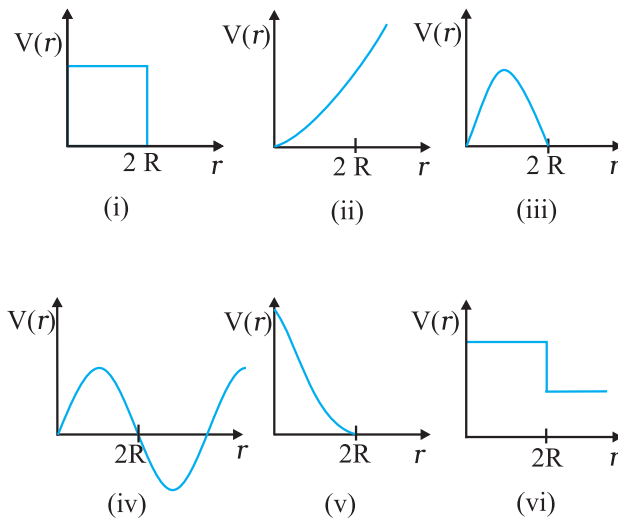 V(r)
2 R
r
(i)
V(r)
2 R
r
(ii)
V(r)
2 R
r
(iii)
V(r)
2R
r
(iv)
V(r)
2R
r
(v)
V(r)
2R
r
(vi)